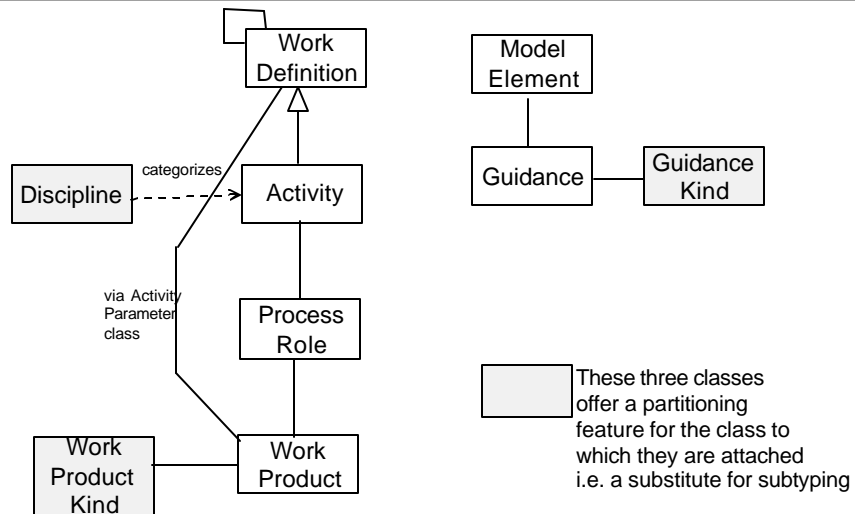 Work
Definition
Model
Element
categorizes
Discipline
Activity
Guidance
Guidance
Kind
via Activity
Parameter
class
Process
Role
These three classes
offer a partitioning
feature for the class to
which they are attached
i.e. a substitute for subtyping
Work
Product
Kind
Work
Product